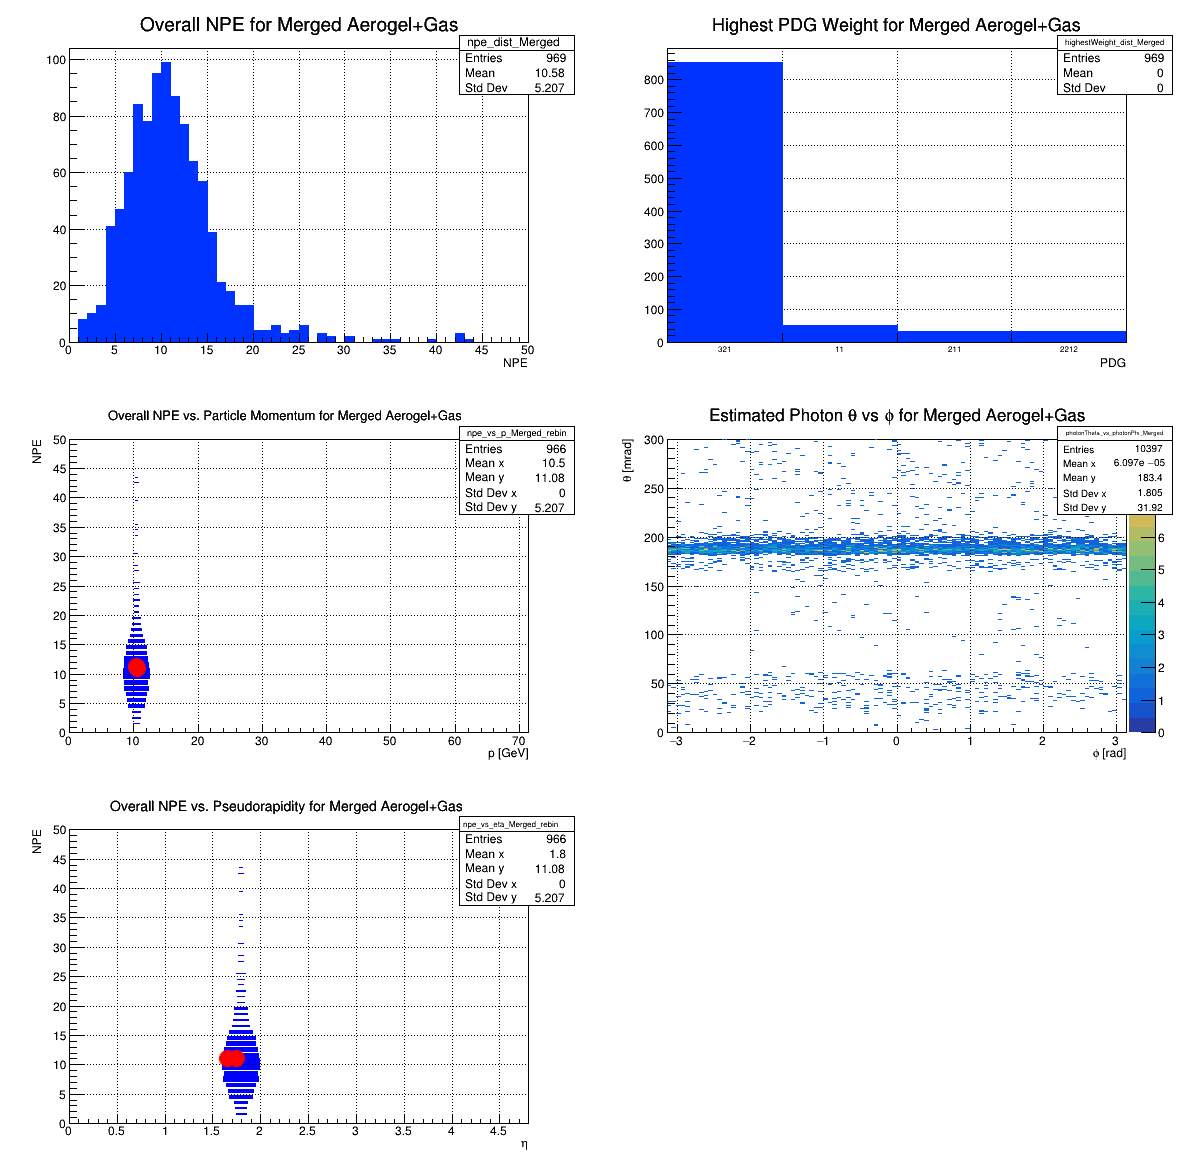 Overall NPE for Merged Aerogel+Gas
npe_dist_Merged
Entries 969
Mean 10.58
Std Dev 5.207
100
80
60
40
20
0
0 5 10 15 20 25 30 35 40 45 50
NPE
Highest PDG Weight for Merged Aerogel+Gas
highestWeight_dist_Merged
Entries 969
Mean 0
Std Dev 0
800
700
600
500
400
300
200
100
0
321 11 211 2212
PDG
Overall NPE vs. Particle Momentum for Merged Aerogel+Gas
npe_vs_p_Merged_rebin
Entries 966
Mean x 10.5
Mean y 11.08
Std Dev x 0
Std Dev y 5.207
NPE
50
45
40
35
30
25
20
15
10
5
0
0 10 20 30 40 50 60 70
p [GeV]
Estimated Photon θ vs ϕ for Merged Aerogel+Gas
photonTheta_vs_photonPhi_Merged
Entries 10397
Mean x 6.097e −05
Mean y 183.4
Std Dev x 1.805
Std Dev y 31.92
θ [mrad]
300
250
200
150
100
50
0
−3 −2 −1 0 1 2 3
ϕ [rad]
6
5
4
3
2
1
0
Overall NPE vs. Pseudorapidity for Merged Aerogel+Gas
npe_vs_eta_Merged_rebin
Entries 966
Mean x 1.8
Mean y 11.08
Std Dev x 0
Std Dev y 5.207
NPE
50
45
40
35
30
25
20
15
10
5
0
0 0.5 1 1.5 2 2.5 3 3.5 4 4.5
η